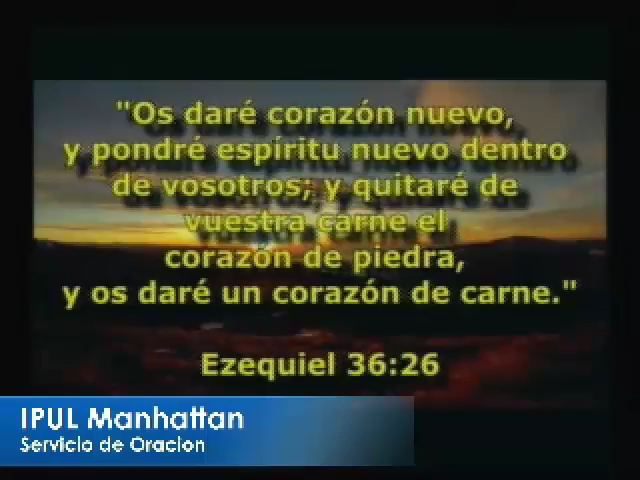 "Os daré corazón nuevo,
y pondré espíritu nuevo dentro
de vosotros; y quitaré de
vuestra carne el
corazón de piedra,
y os daré un corazón de carne."
Ezequiel 36:26
IPUL Manhattan
Servicio de Oracion